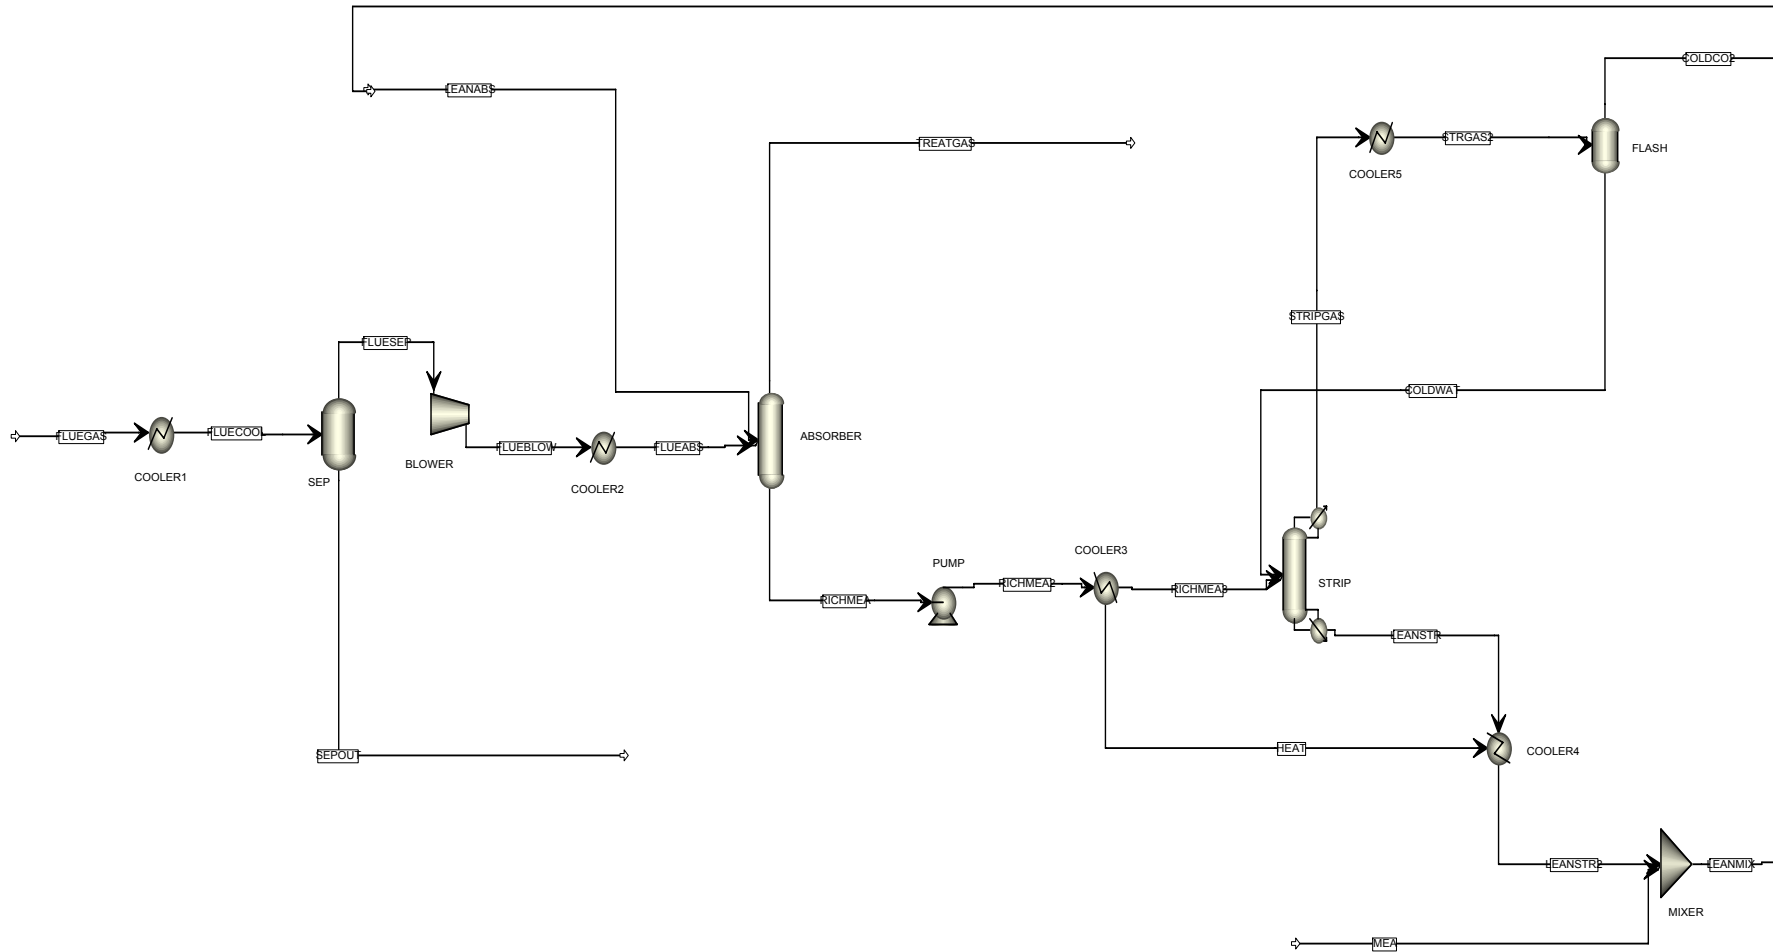 COLDCO2
LEANABS
TREATGAS
STRGAS2
FLASH
COOLER5
STRIPGAS
FLUESEP
COLDWAT
FLUEGAS
FLUECOOL
ABSORBER
FLUEBLOW
FLUEABS
BLOWER
COOLER1
SEP
COOLER2
COOLER3
PUMP
RICHMEA2
STRIP
RICHMEA3
RICHMEA
LEANSTR
HEAT
COOLER4
SEPOUT
LEANSTR2
LEANMIX
MIXER
MEA